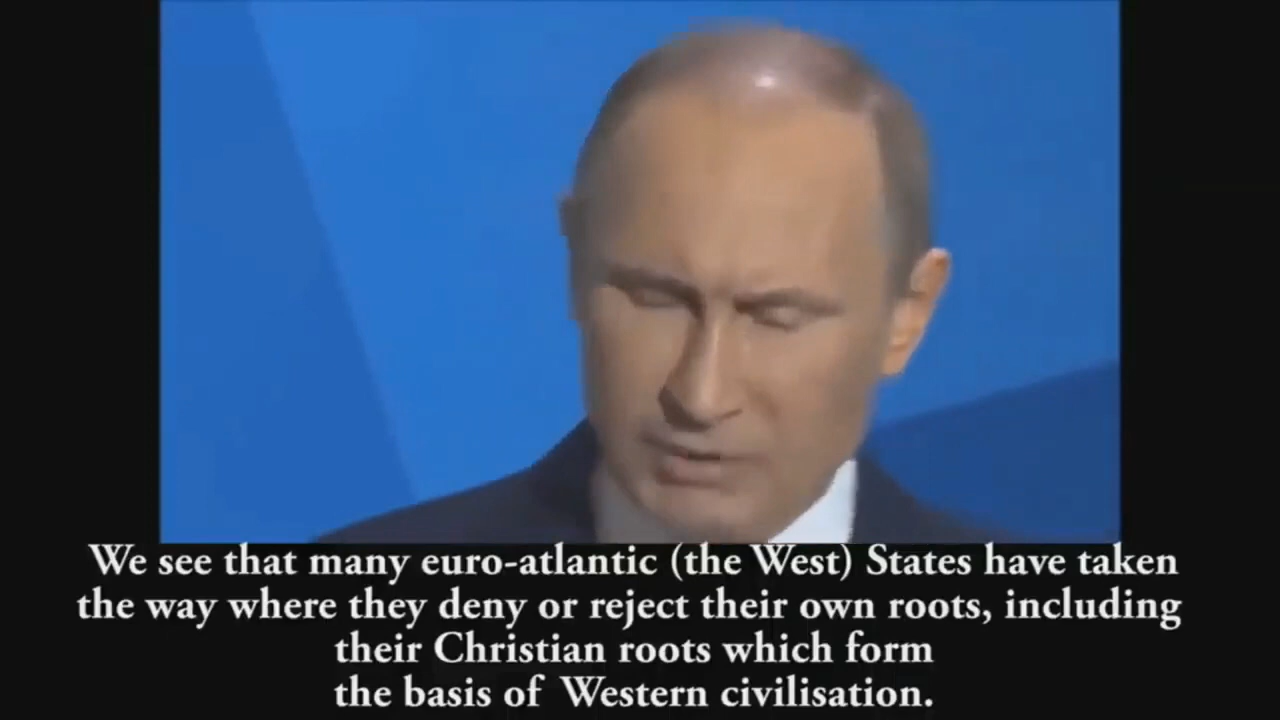 We see that many euro-atlantic (the West) States have taken
the way where they deny or reject their own roots, including
their Christian roots which form
the basis of Western civilisation.